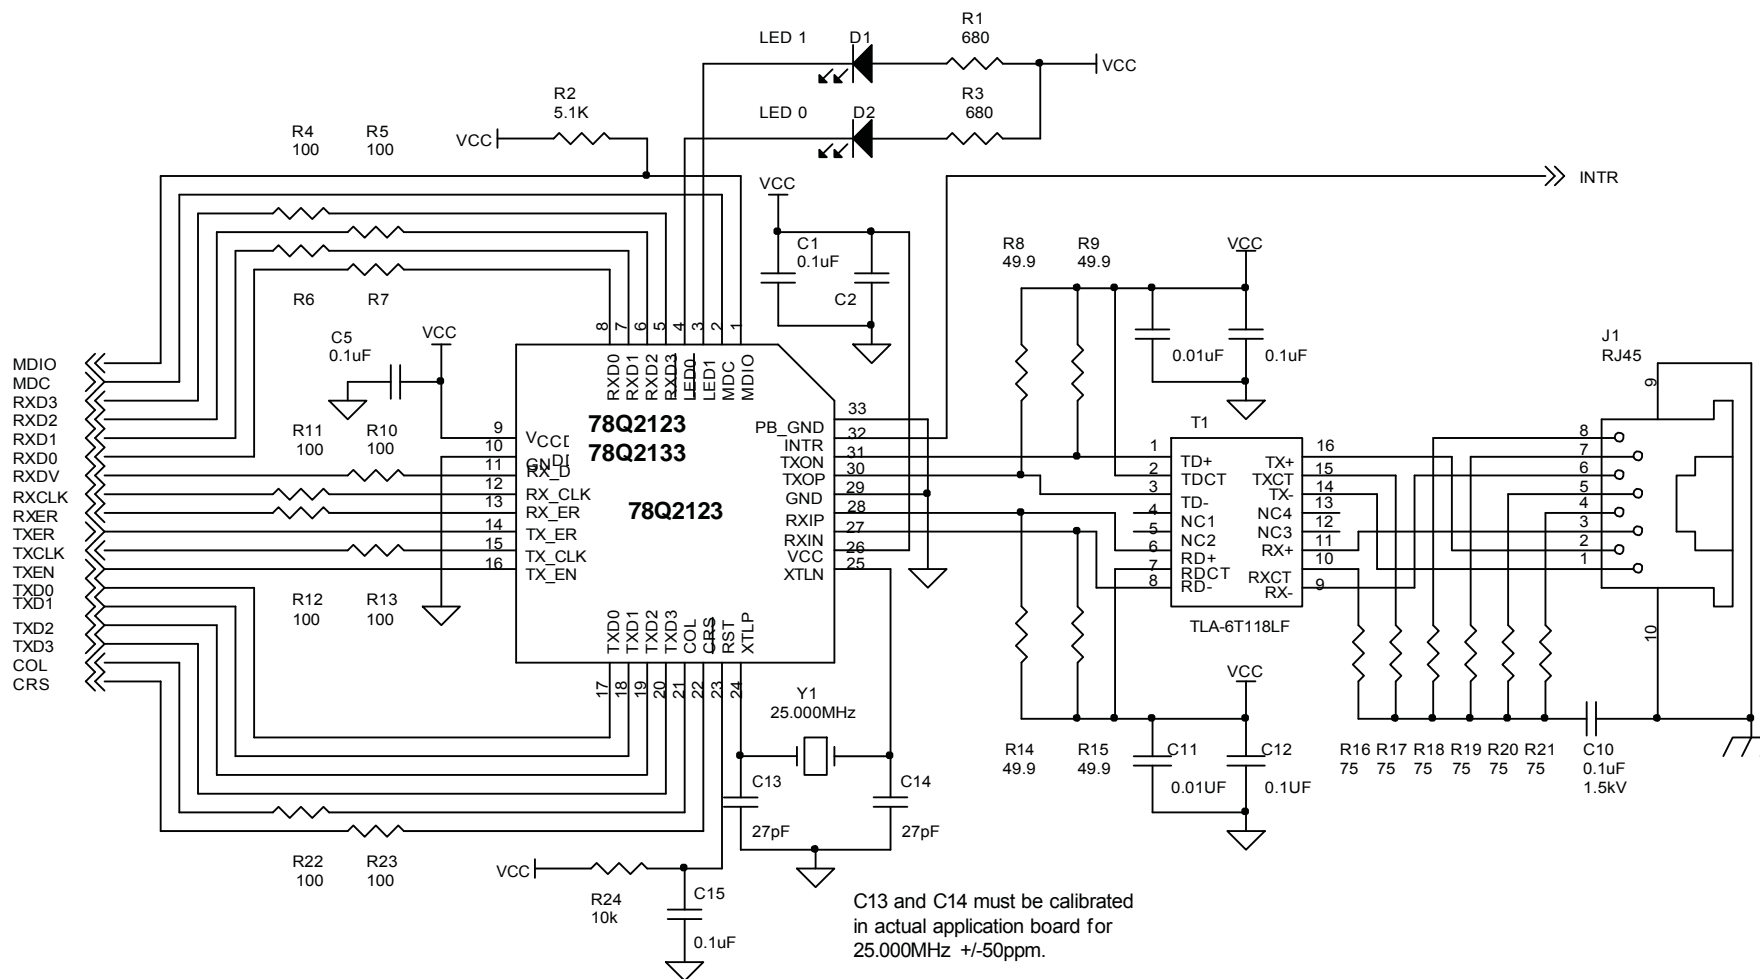 LED 1
D1
R1
680
VCC
LED 0
D2
R3
680
R2
5.1K
VCC
R4
100
R5
100
INTR
VCC
C1
0.1uF
C2
R8
49.9
R9
49.9
VCC
0.01uF
0.1uF
R6
R7
C5
0.1uF
VCC
J1
RJ45
MDIO
MDC
RXD3
RXD2
RXD1
RXD0
RXDV
RXCLK
RXER
TXER
TXCLK
TXEN
TXD0
TXD1
TXD2
TXD3
COL
CRS
R11
100
R10
100
R12
100
R13
100
8 7 6 5 4 3 2 1
RXD0
RXD1
RXD2
RXD3
LED0
LED1
MDC
MDIO
78Q2123
78Q2133
78Q2123
9
10
11
12
13
14
15
16
RX_D
RX_CLK
RX_ER
TX_ER
TX_CLK
TX_EN
33
32
31
30
29
28
27
26
25
PB_GND
INTR
TXON
TXOP
GND
RXIP
RXIN
VCC
XTLN
TXD0
TXD1
TXD2
TXD3
COL
CRS
RST
XTLP
17 18 19 20 21 22 23 24
T1
1
2
3
4
5
6
7
8
TD+
TDCT
TD-
NC1
NC2
RD+
RDCT
RD-
TX+
TXCT
TX-
NC4
NC3
RX+
RXCT
RX-
16
15
14
13
12
11
10
9
TLA-6T118LF
8
7
6
5
4
3
2
1
9
10
Y1
25.000MHz
C13
27pF
C14
27pF
R14
49.9
R15
49.9
VCC
C11
0.01UF
C12
0.1UF
R16
75
R17
75
R18
75
R19
75
R20
75
R21
75
C10
0.1uF
1.5kV
R22
100
R23
100
VCC
R24
10k
C15
0.1uF
C13 and C14 must be calibrated
in actual application board for
25.000MHz +/-50ppm.